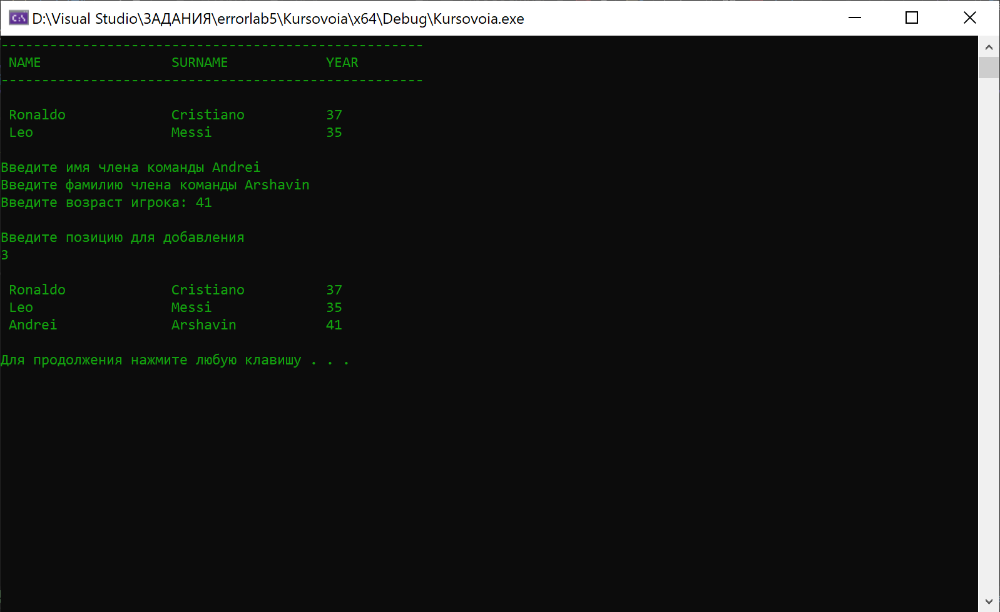 D:\Visual Studio\ЗАДАНИЯ\errorlab5\Kursovoia\x64\Debug\Kursovoia.exe
----------------------------------------------------
NAME SURNAME YEAR
----------------------------------------------------
Ronaldo Cristiano 37
Leo Messi 35
Введите имя члена команды Andrei
Введите фамилию члена команды Arshavin
Введите возраст игрока: 41
Введите позицию для добавления
3
Ronaldo Cristiano 37
Leo Messi 35
Andrei Arshavin 41
Для продолжения нажмите любую клавишу . . .